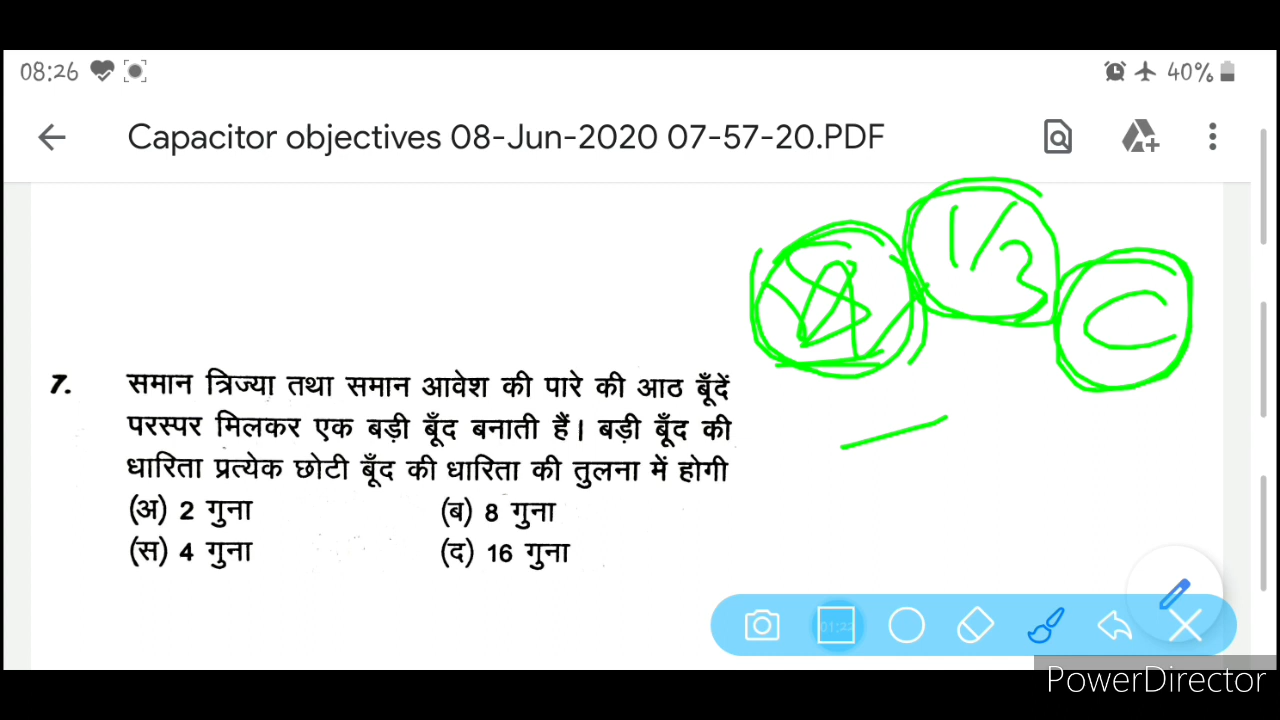 08:26 40%
Capacitor objectives 08-Jun-2020 07-57-20.PDF
1/3
C
7. समान त्रिज्या तथा समान आवेश की पारे की आठ बूँदें
परस्पर मिलकर एक बड़ी बूँद बनाती हैं। बड़ी बूँद की
धारिता प्रत्येक छोटी बूँद की धारिता की तुलना में होगी
(अ) 2 गुना (ब) 8 गुना
(स) 4 गुना (द) 16 गुना
PowerDirector